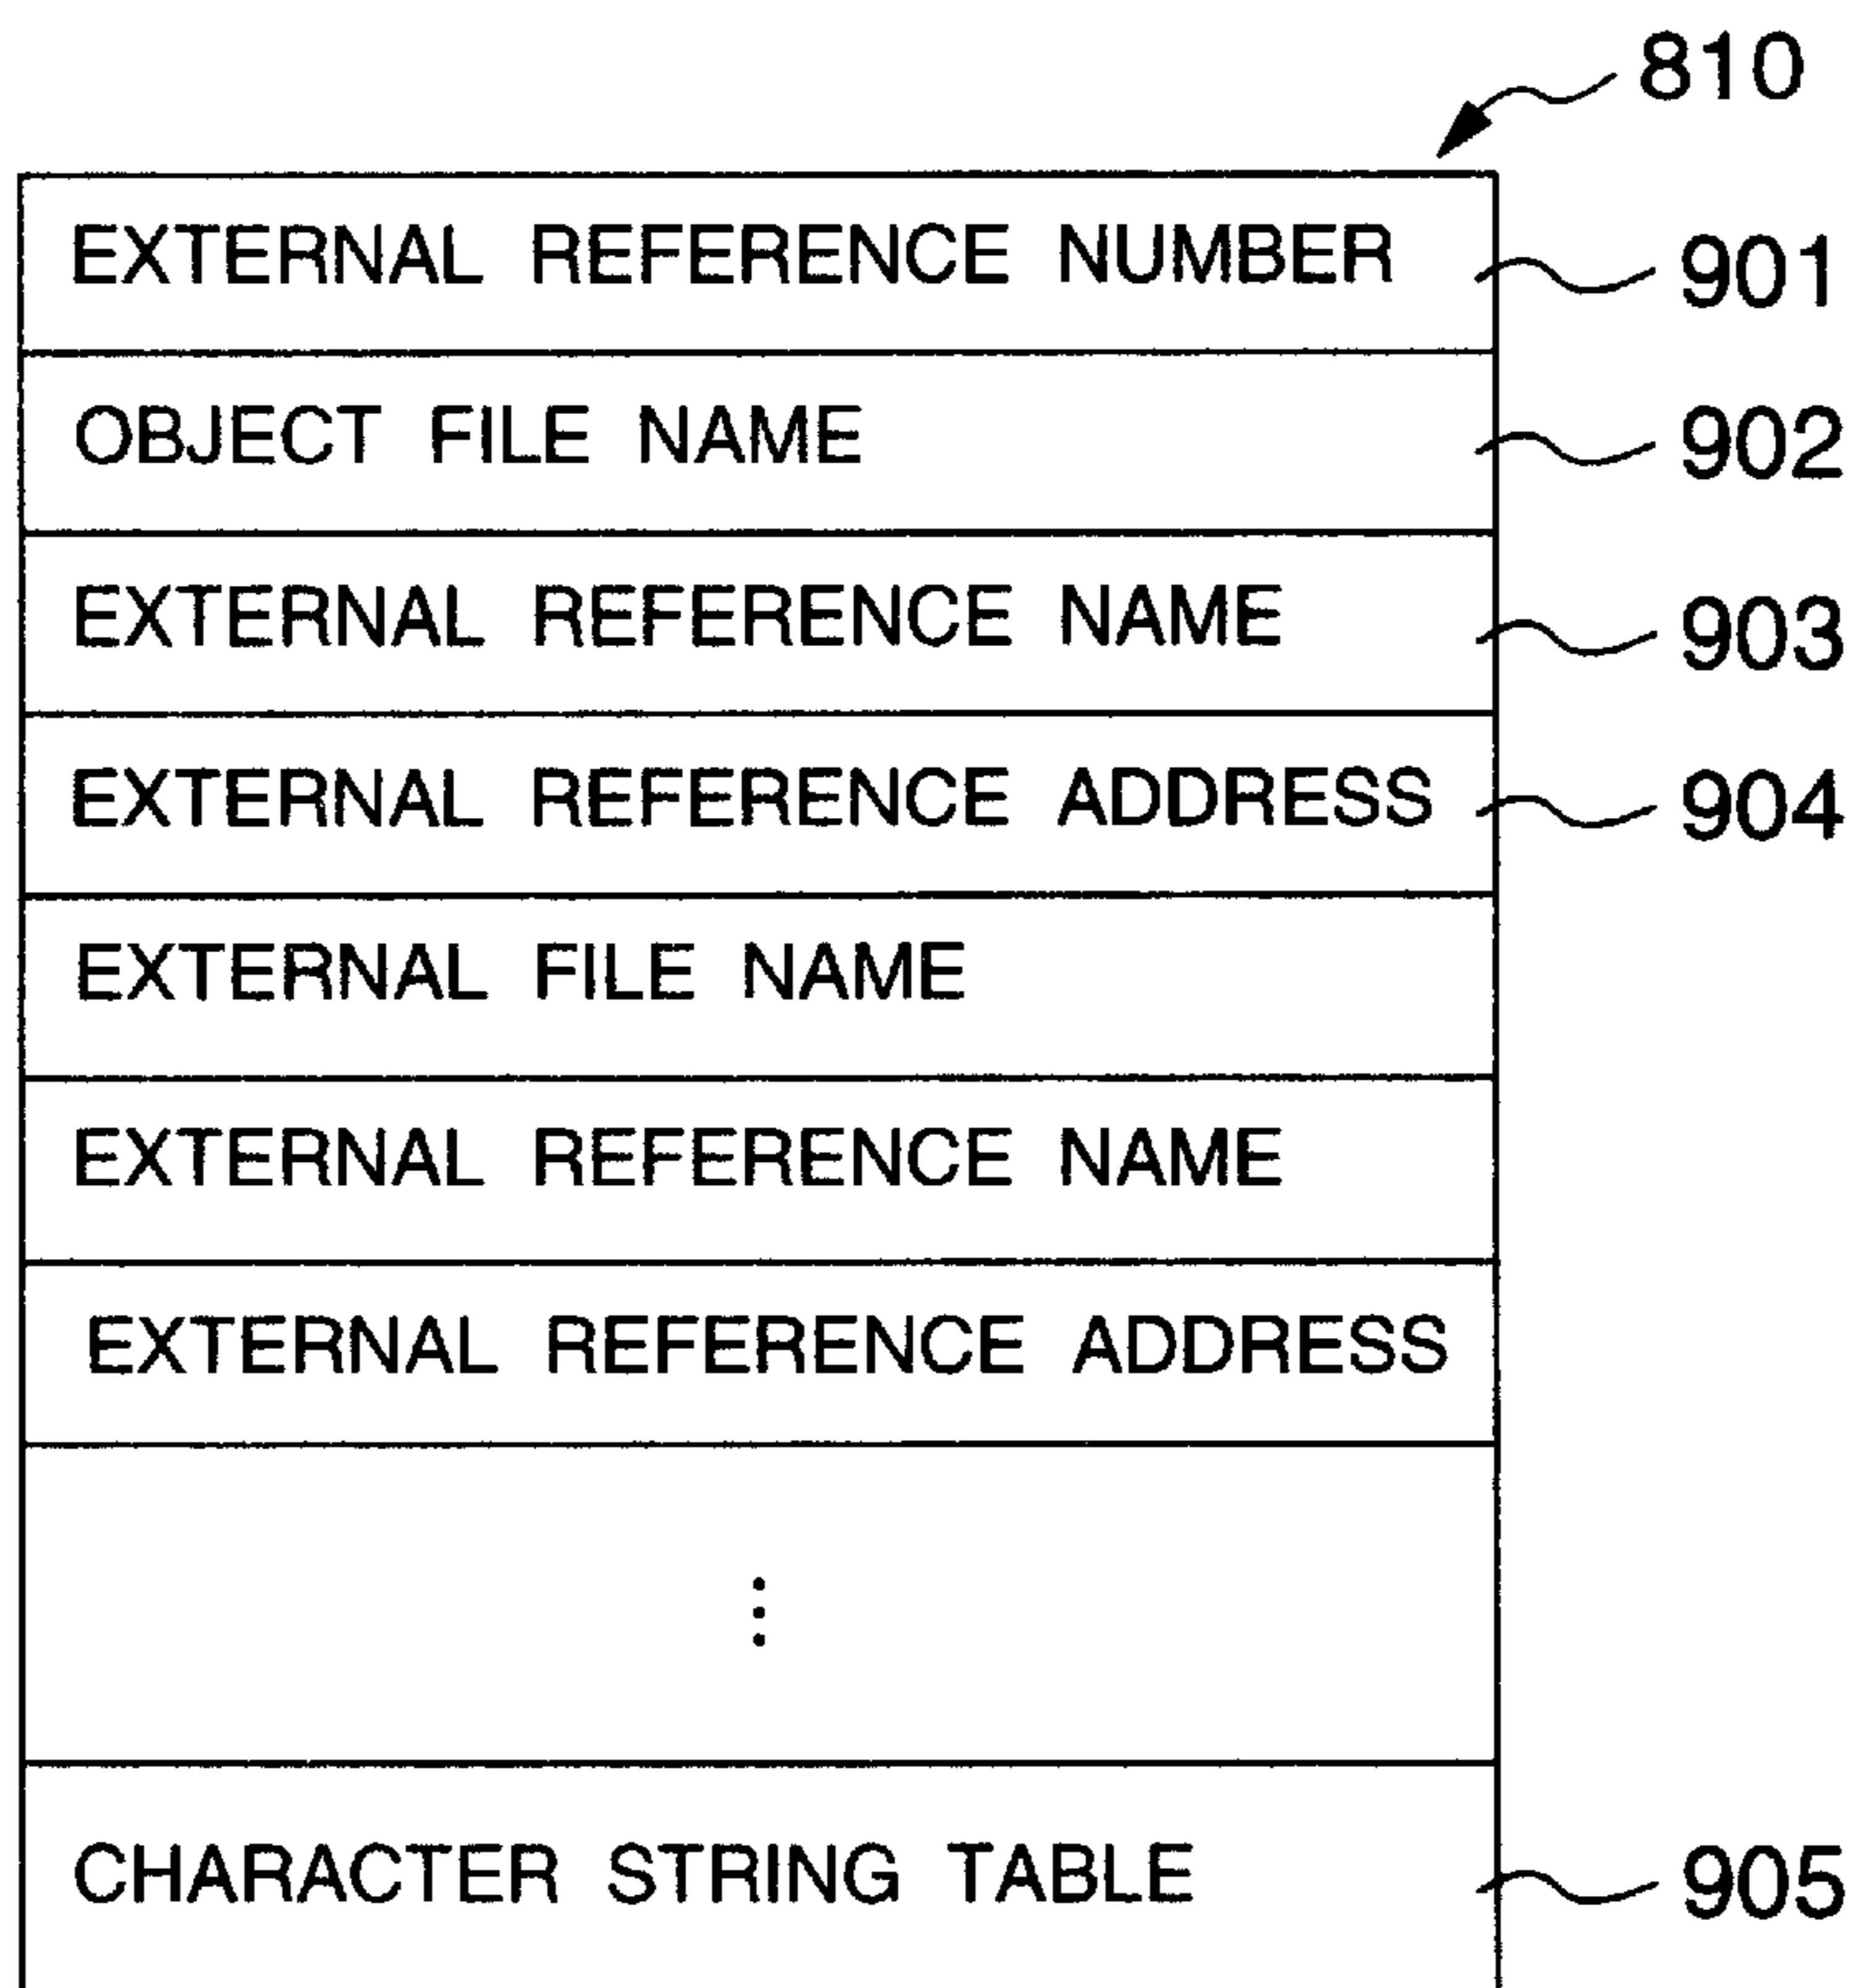 810
EXTERNAL REFERENCE NUMBER 901
OBJECT FILE NAME 902
EXTERNAL REFERENCE NAME 903
EXTERNAL REFERENCE ADDRESS 904
EXTERNAL FILE NAME
EXTERNAL REFERENCE NAME
EXTERNAL REFERENCE ADDRESS
⋮
CHARACTER STRING TABLE 905